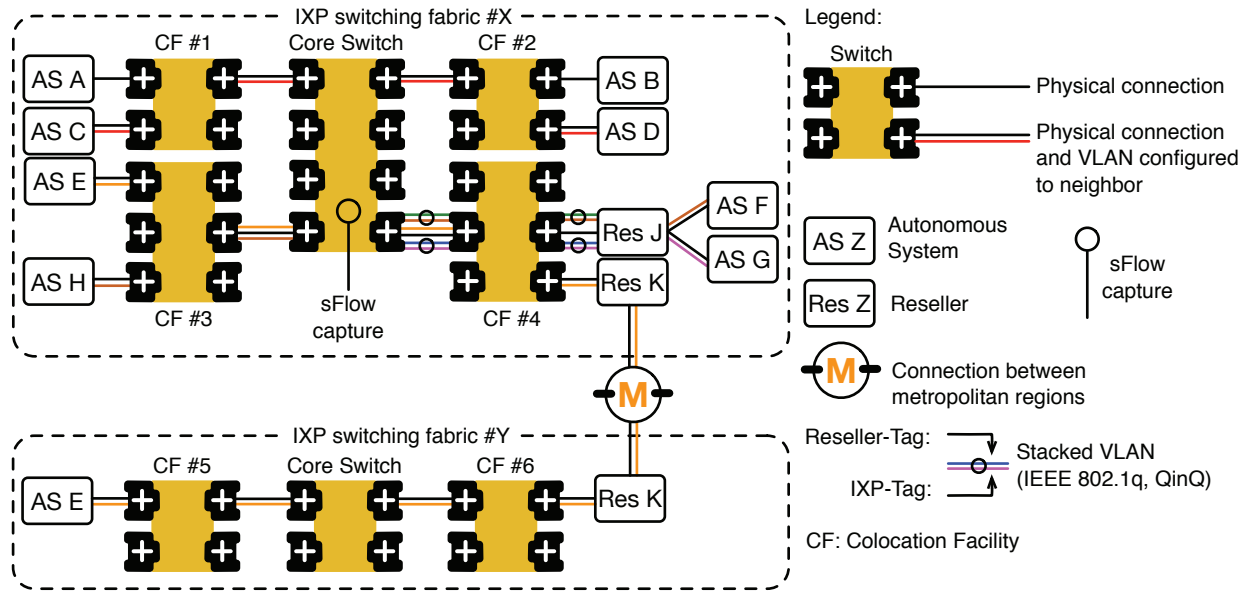 IXP switching fabric #X
CF #1
Core Switch
CF #2
AS A
AS B
AS C
AS D
AS E
AS F
Res J
AS G
AS H
Res K
CF #3
sFlow
capture
CF #4
M
IXP switching fabric #Y
CF #5
Core Switch
CF #6
AS E
Res K
Legend:
Switch
Physical connection
Physical connection
and VLAN configured
to neighbor
AS Z
Autonomous
System
Res Z
Reseller
sFlow
capture
M
Connection between
metropolitan regions
Reseller-Tag:
IXP-Tag:
Stacked VLAN
(IEEE 802.1q, QinQ)
CF: Colocation Facility